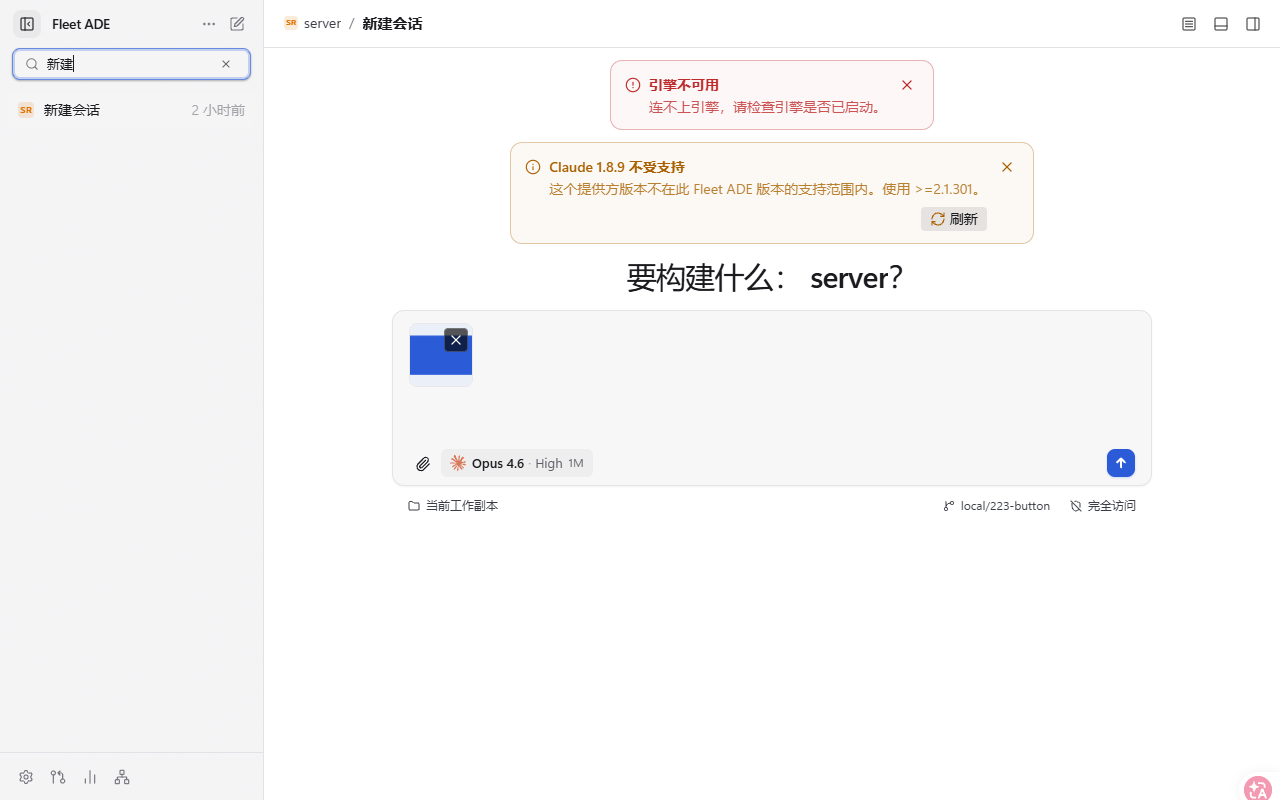 Fleet ADE
新建
SR 新建会话 2 小时前
SR server / 新建会话
引擎不可用
连不上引擎，请检查引擎是否已启动。
Claude 1.8.9 不受支持
这个提供方版本不在此 Fleet ADE 版本的支持范围内。使用 >=2.1.301。
刷新
要构建什么： server？
Opus 4.6 · High 1M
当前工作副本
local/223-button
完全访问